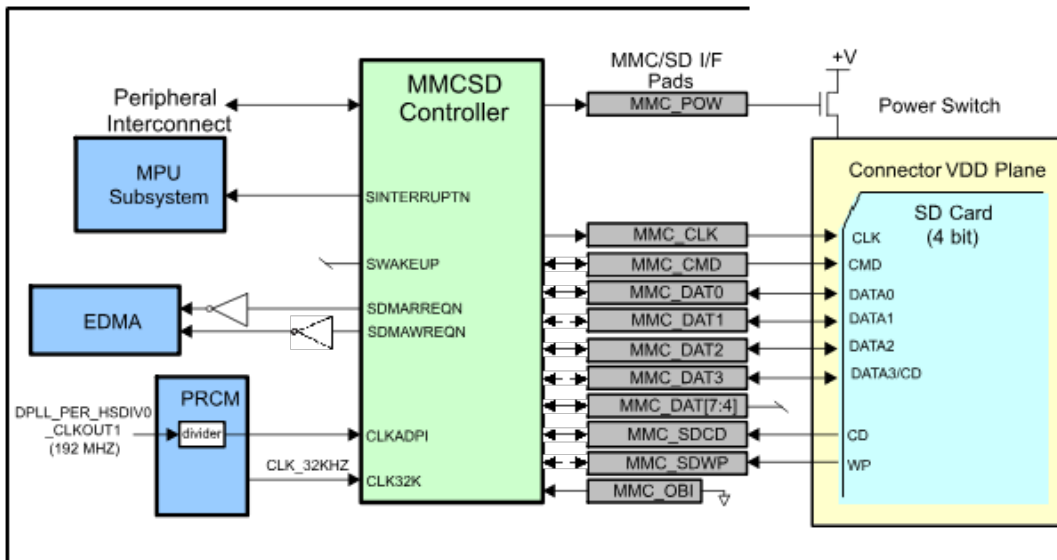 Peripheral
Interconnect
MPU
Subsystem
EDMA
PRCM
DPLL_PER_HSDIV0
_CLKOUT1
(192 MHZ)
divider
CLK_32KHZ
MMCSD
Controller
SINTERRUPTN
SWAKEUP
SDMARREQN
SDMAWREQN
CLKADPI
CLK32K
MMC/SD I/F
Pads
MMC_POW
MMC_CLK
MMC_CMD
MMC_DAT0
MMC_DAT1
MMC_DAT2
MMC_DAT3
MMC_DAT[7:4]
MMC_SDCD
MMC_SDWP
MMC_OBI
+V
Power Switch
Connector VDD Plane
SD Card
(4 bit)
CLK
CMD
DATA0
DATA1
DATA2
DATA3/CD
CD
WP